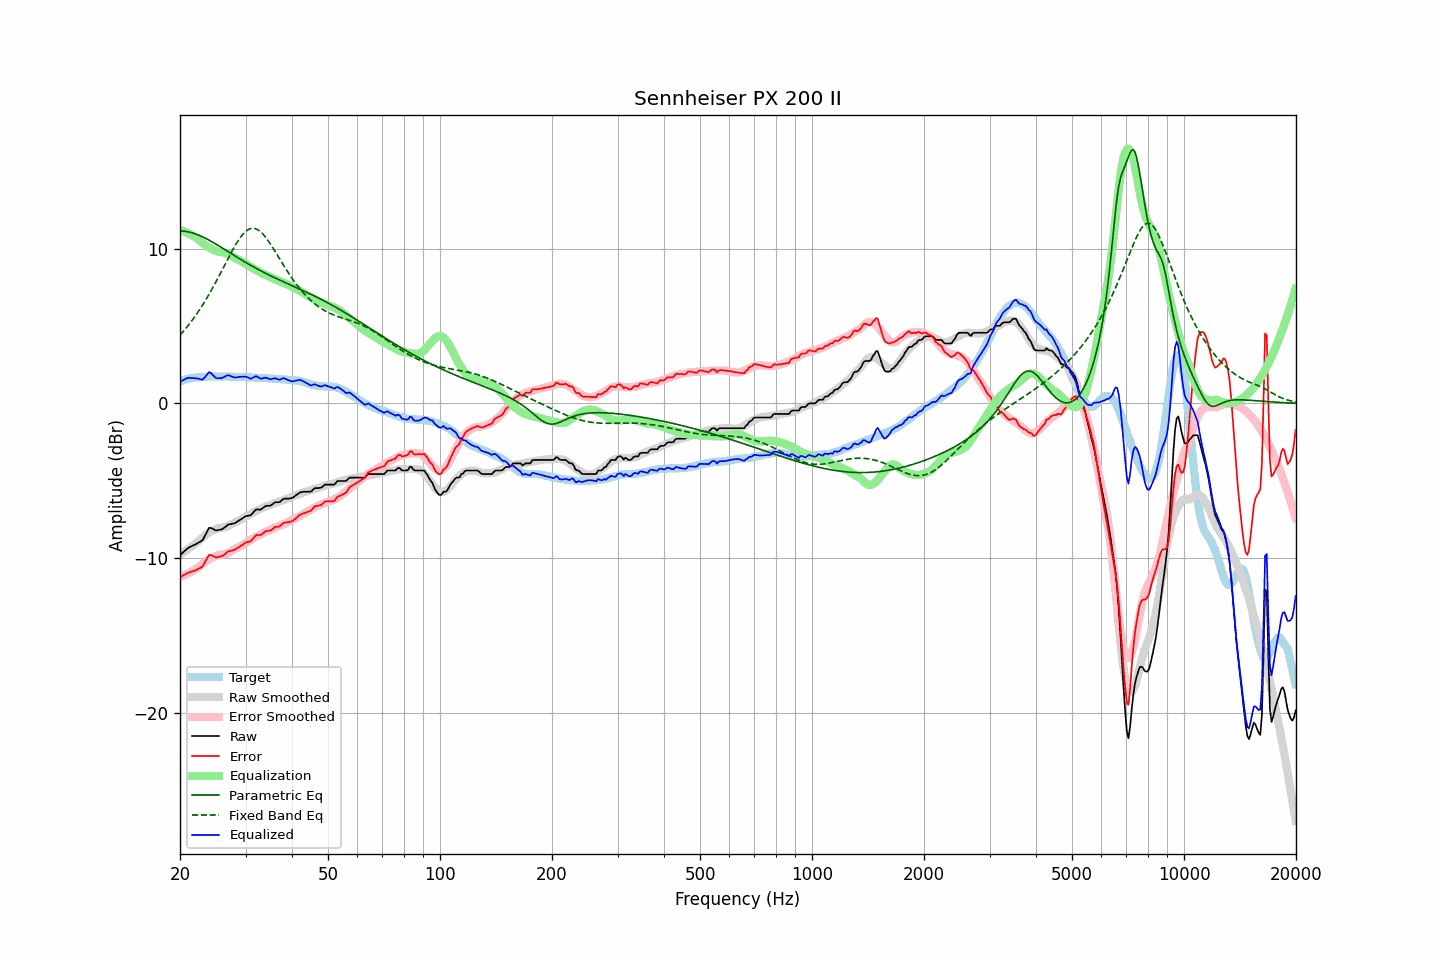 Sennheiser PX 200 II
Amplitude (dBr)
10
0
−10
−20
Target
Raw Smoothed
Error Smoothed
Raw
Error
Equalization
Parametric Eq
Fixed Band Eq
Equalized
20 50 100 200 500 1000 2000 5000 10000 20000
Frequency (Hz)